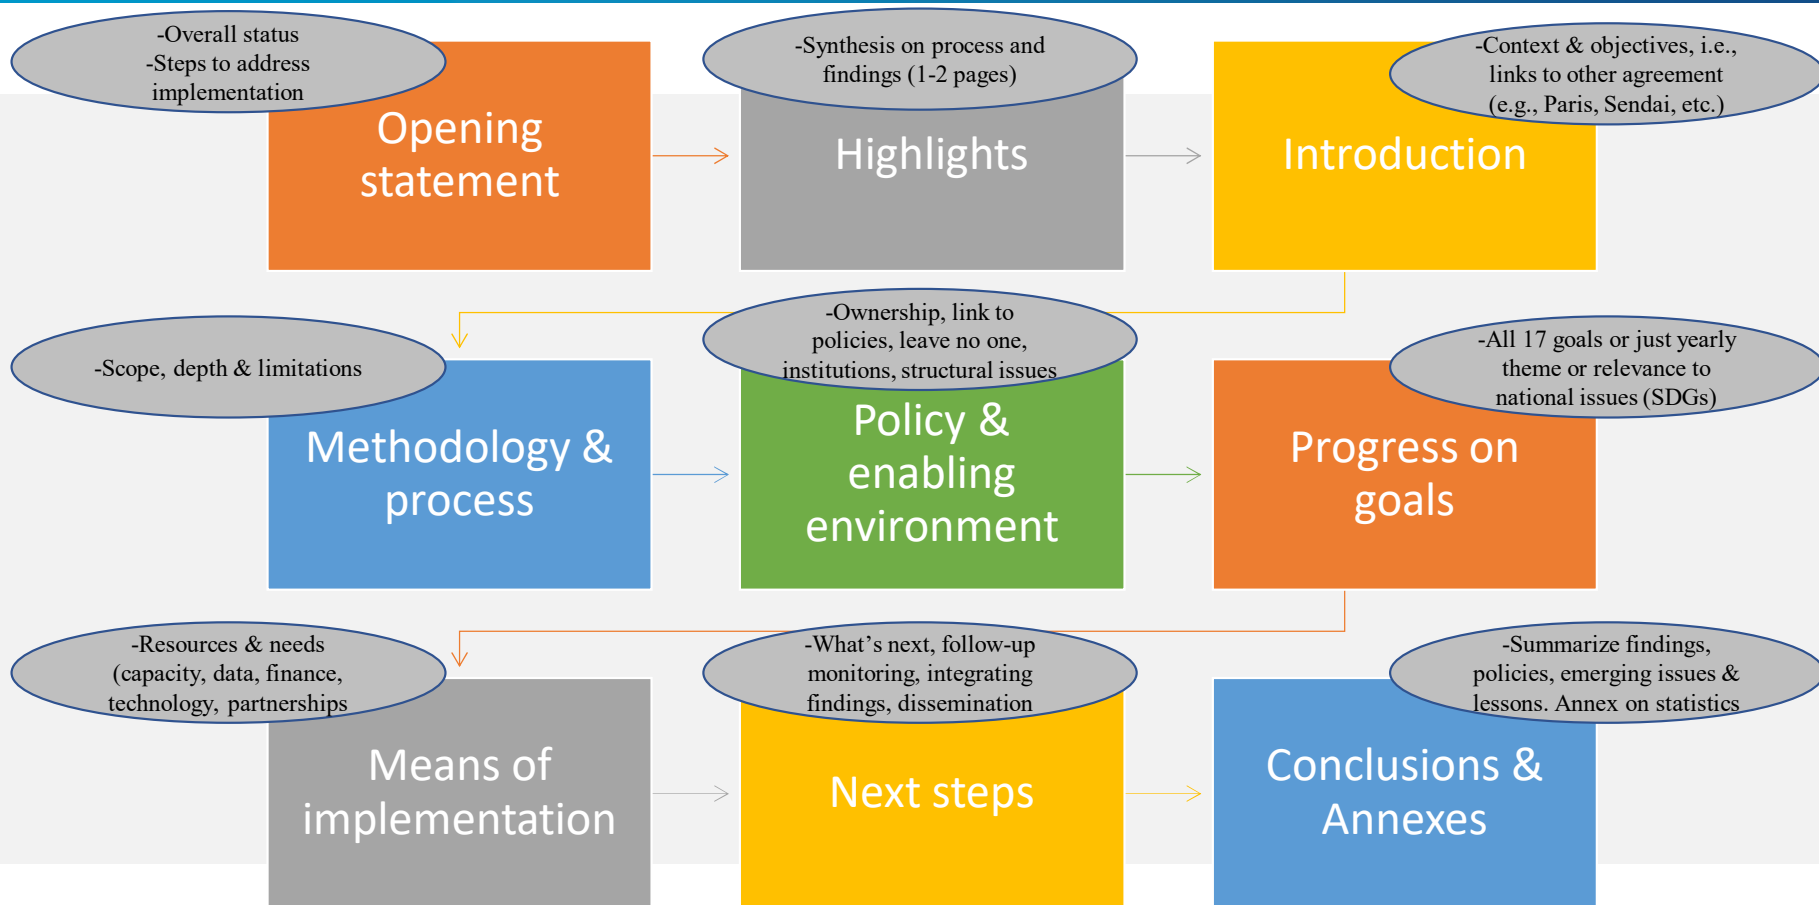 -Overall status
-Steps to address
implementation
Opening
statement
-Synthesis on process and
findings (1-2 pages)
Highlights
-Context & objectives, i.e.,
links to other agreement
(e.g., Paris, Sendai, etc.)
Introduction
-Scope, depth & limitations
Methodology &
process
-Ownership, link to
policies, leave no one,
institutions, structural issues
Policy &
enabling
environment
-All 17 goals or just yearly
theme or relevance to
national issues (SDGs)
Progress on
goals
-Resources & needs
(capacity, data, finance,
technology, partnerships
Means of
implementation
-What’s next, follow-up
monitoring, integrating
findings, dissemination
Next steps
-Summarize findings,
policies, emerging issues &
lessons. Annex on statistics
Conclusions &
Annexes